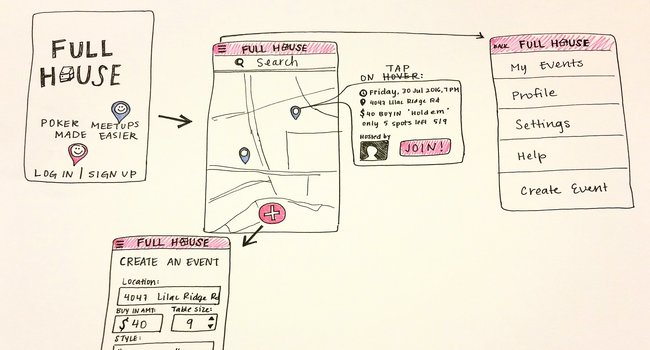 FULL
HOUSE
POKER MEETUPS
MADE EASIER
LOG IN | SIGN UP
FULL HOUSE
Search
TAP
ON HOVER:
Friday, 30 Jul 2016, 7PM
4047 Lilac Ridge Rd
$40 BUYIN 'Holdem'
only 5 spots left 5/9
Hosted by
JOIN!
BACK FULL HOUSE
My Events
Profile
Settings
Help
Create Event
FULL HOUSE
CREATE AN EVENT
Location:
4047 Lilac Ridge Rd
BUY IN AMT: Table Size:
$40 9
STYLE: